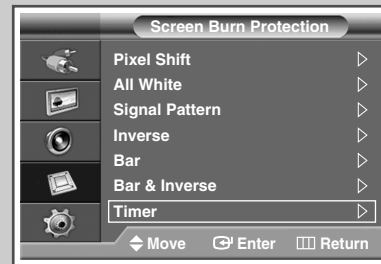 Screen Burn Protection
Pixel Shift
All White
Signal Pattern
Inverse
Bar
Bar & Inverse
Timer
Move Enter Return